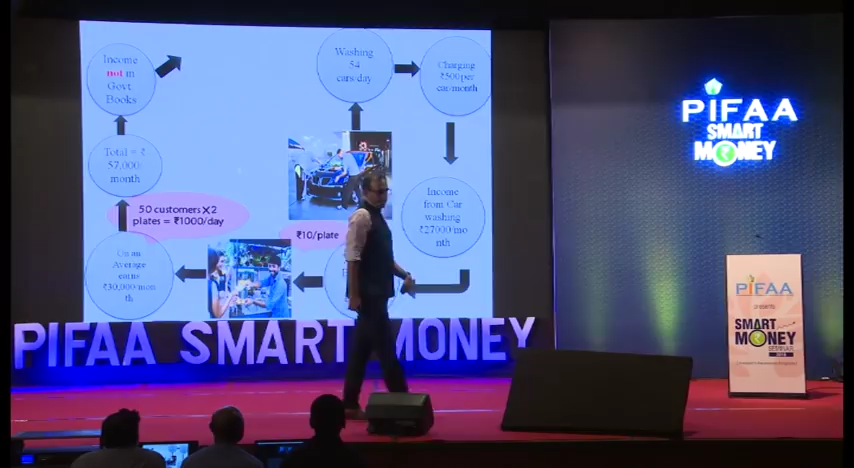 Income
not in
Govt
Books
Washing
54
cars/day
Charging
₹500 per
car/month
Total = ₹
57,000/
month
Income
from Car
washing
₹27000/mo
nth
50 customers X 2
plates = ₹1000/day
₹10/plate
On an
Average
earns
₹30,000/mon
th
PIFAA
SMART
MONEY
PIFAA SMART MONEY
PIFAA
presents
SMART
MONEY
SEMINAR